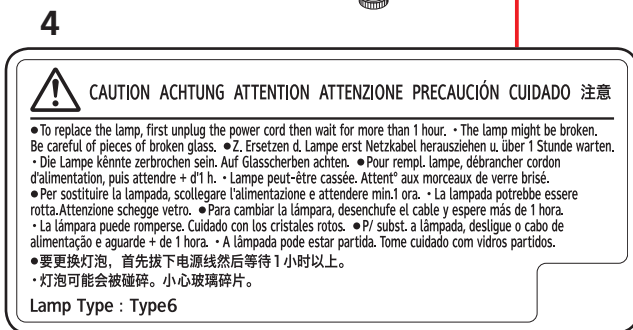 4
CAUTION ACHTUNG ATTENTION ATTENZIONE PRECAUCIÓN CUIDADO 注意
●To replace the lamp, first unplug the power cord then wait for more than 1 hour. ・The lamp might be broken.
Be careful of pieces of broken glass. ●Z. Ersetzen d. Lampe erst Netzkabel herausziehen u. über 1 Stunde warten.
・Die Lampe kênnte zerbrochen sein. Auf Glasscherben achten. ●Pour rempl. lampe, débrancher cordon
d'alimentation, puis attendre + d'1 h. ・Lampe peut-être cassée. Attent° aux morceaux de verre brisé.
●Per sostituire la lampada, scollegare l'alimentazione e attendere min.1 ora. ・La lampada potrebbe essere
rotta.Attenzione schegge vetro. ●Para cambiar la lámpara, desenchufe el cable y espere más de 1 hora.
・La lámpara puede romperse. Cuidado con los cristales rotos. ●P/ subst. a lâmpada, desligue o cabo de
alimentação e aguarde + de 1 hora. ・A lâmpada pode estar partida. Tome cuidado com vidros partidos.
●要更换灯泡，首先拔下电源线然后等待1小时以上。
・灯泡可能会被碰碎。小心玻璃碎片。
Lamp Type : Type6